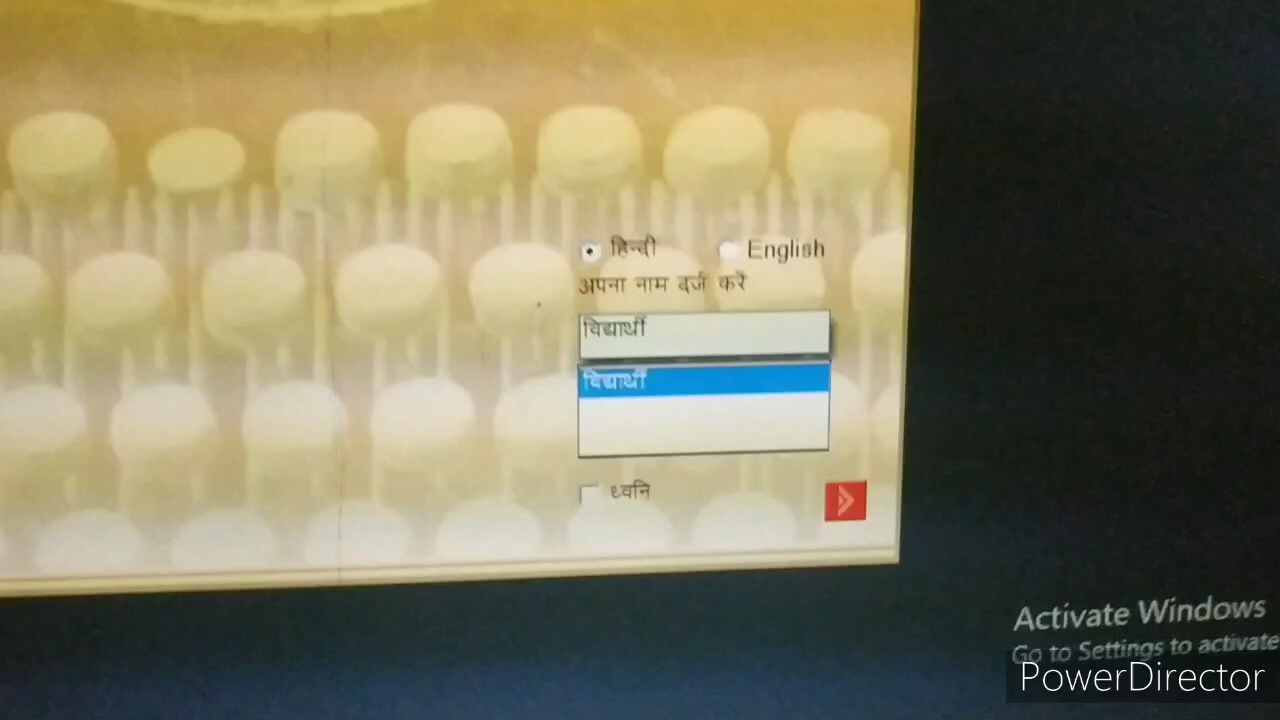 हिन्दी English
अपना नाम दर्ज करें
विद्यार्थी
विद्यार्थी
ध्वनि
Activate Windows
Go to Settings to activate
PowerDirector